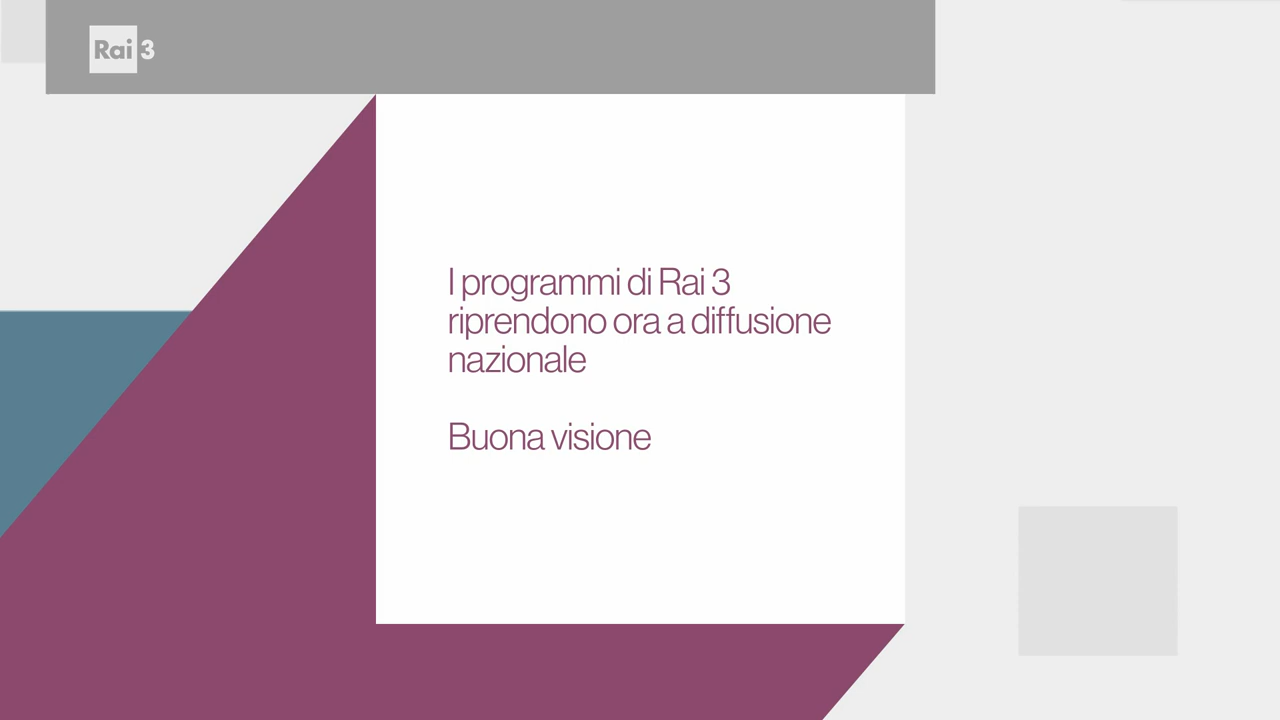 Rai 3
I programmi di Rai 3
riprendono ora a diffusione
nazionale
Buona visione